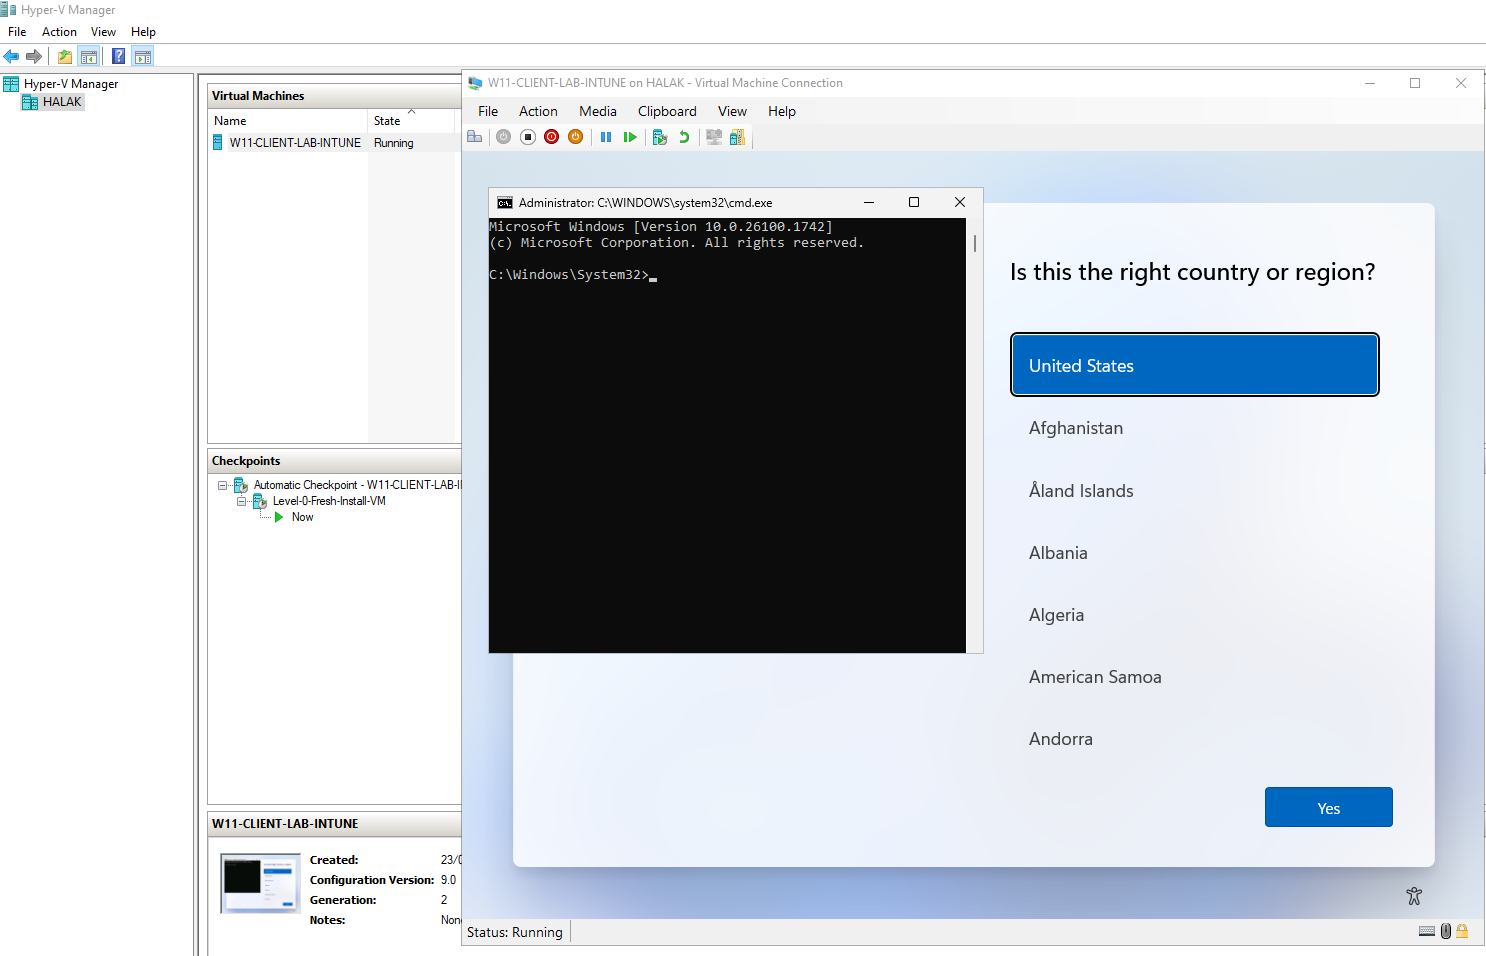 Hyper-V Manager
File Action View Help
Hyper-V Manager
HALAK
Virtual Machines
Name State
W11-CLIENT-LAB-INTUNE Running
Checkpoints
Automatic Checkpoint - W11-CLIENT-LAB-I
Level-0-Fresh-Install-VM
Now
W11-CLIENT-LAB-INTUNE
Created: 23/0
Configuration Version: 9.0
Generation: 2
Notes: Non
W11-CLIENT-LAB-INTUNE on HALAK - Virtual Machine Connection
File Action Media Clipboard View Help
Administrator: C:\WINDOWS\system32\cmd.exe
Microsoft Windows [Version 10.0.26100.1742]
(c) Microsoft Corporation. All rights reserved.
C:\Windows\System32>
Is this the right country or region?
United States
Afghanistan
Åland Islands
Albania
Algeria
American Samoa
Andorra
Yes
Status: Running